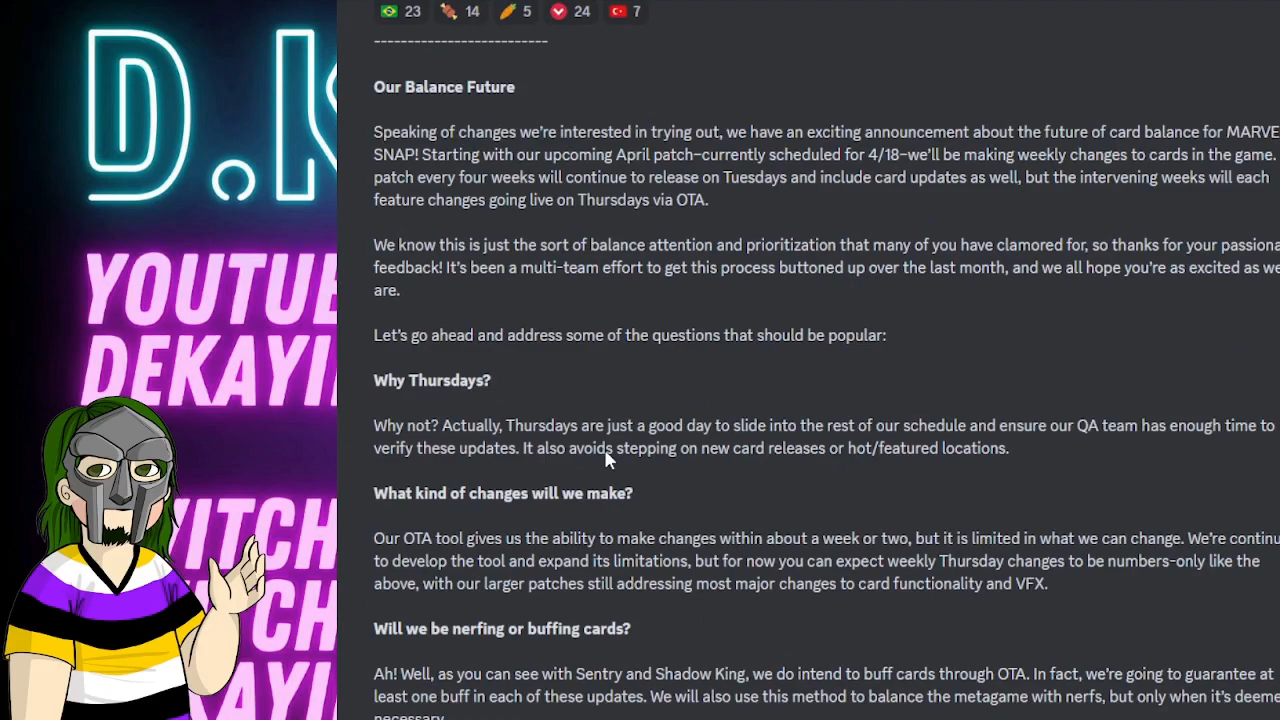 D.K
YOUTUB
DEKAYI
WITCH
23 14 5 24 7
--------------------------
Our Balance Future
Speaking of changes we're interested in trying out, we have an exciting announcement about the future of card balance for MARVE
SNAP! Starting with our upcoming April patch–currently scheduled for 4/18–we'll be making weekly changes to cards in the game.
patch every four weeks will continue to release on Tuesdays and include card updates as well, but the intervening weeks will each
feature changes going live on Thursdays via OTA.
We know this is just the sort of balance attention and prioritization that many of you have clamored for, so thanks for your passiona
feedback! It's been a multi-team effort to get this process buttoned up over the last month, and we all hope you're as excited as we
are.
Let's go ahead and address some of the questions that should be popular:
Why Thursdays?
Why not? Actually, Thursdays are just a good day to slide into the rest of our schedule and ensure our QA team has enough time to
verify these updates. It also avoids stepping on new card releases or hot/featured locations.
What kind of changes will we make?
Our OTA tool gives us the ability to make changes within about a week or two, but it is limited in what we can change. We're continu
to develop the tool and expand its limitations, but for now you can expect weekly Thursday changes to be numbers-only like the
above, with our larger patches still addressing most major changes to card functionality and VFX.
Will we be nerfing or buffing cards?
Ah! Well, as you can see with Sentry and Shadow King, we do intend to buff cards through OTA. In fact, we're going to guarantee at
least one buff in each of these updates. We will also use this method to balance the metagame with nerfs, but only when it's deeme
necessary.